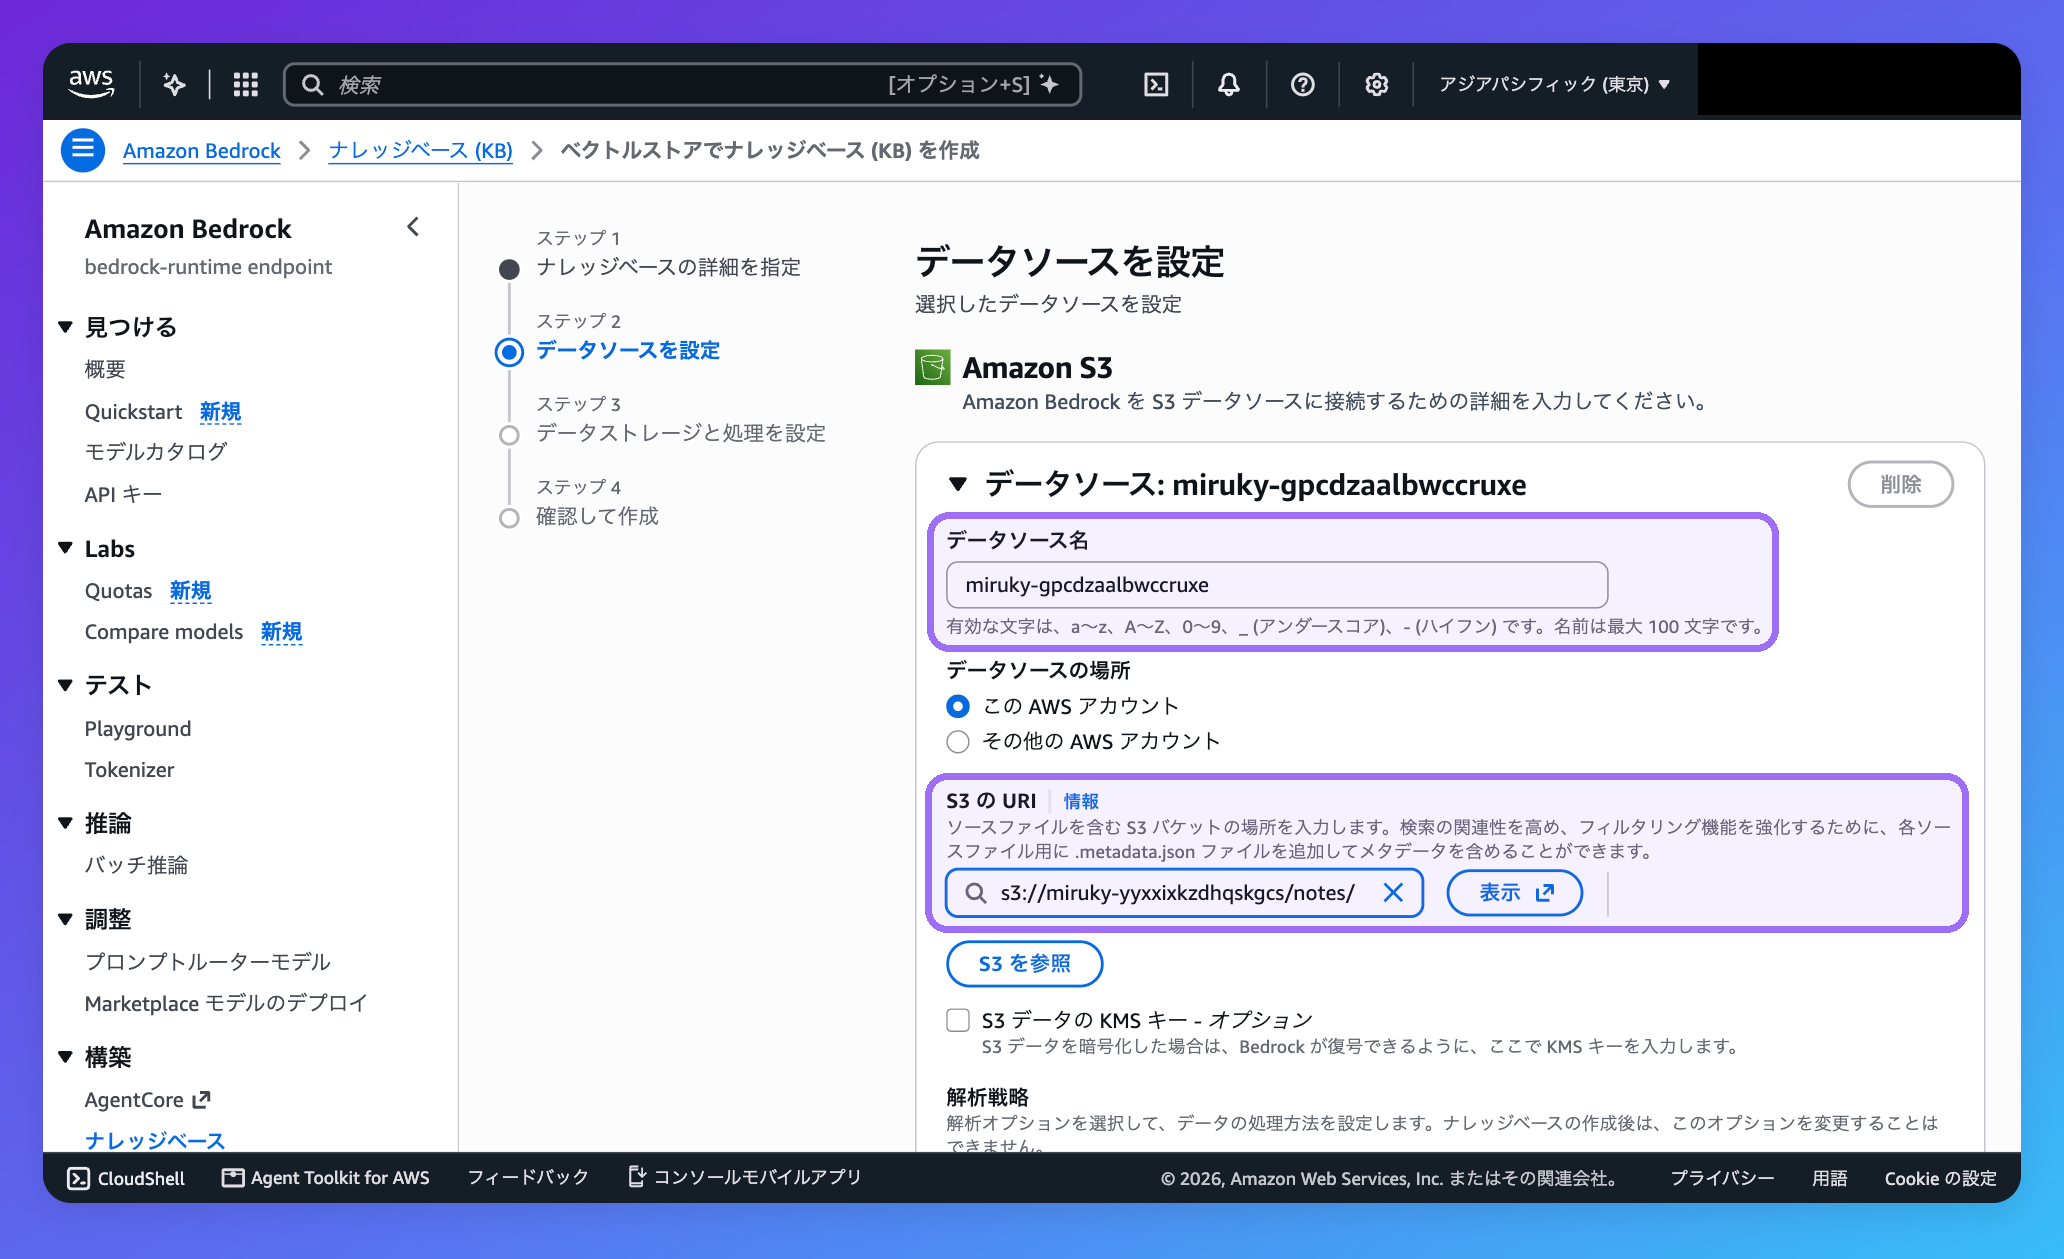 aws
検索
[オプション+S]
アジアパシフィック (東京) ▼
Amazon Bedrock
ナレッジベース (KB)
ベクトルストアでナレッジベース (KB) を作成
Amazon Bedrock
bedrock-runtime endpoint
見つける
概要
Quickstart 新規
モデルカタログ
API キー
Labs
Quotas 新規
Compare models 新規
テスト
Playground
Tokenizer
推論
バッチ推論
調整
プロンプトルーターモデル
Marketplace モデルのデプロイ
構築
AgentCore
ナレッジベース
ステップ 1
ナレッジベースの詳細を指定
ステップ 2
データソースを設定
ステップ 3
データストレージと処理を設定
ステップ 4
確認して作成
データソースを設定
選択したデータソースを設定
Amazon S3
Amazon Bedrock を S3 データソースに接続するための詳細を入力してください。
データソース: miruky-gpcdzaalbwccruxe
削除
データソース名
miruky-gpcdzaalbwccruxe
有効な文字は、a～z、A～Z、0～9、_ (アンダースコア)、- (ハイフン) です。名前は最大 100 文字です。
データソースの場所
この AWS アカウント
その他の AWS アカウント
S3 の URI 情報
ソースファイルを含む S3 バケットの場所を入力します。検索の関連性を高め、フィルタリング機能を強化するために、各ソー
スファイル用に .metadata.json ファイルを追加してメタデータを含めることができます。
s3://miruky-yyxxixkzdhqskgcs/notes/
表示
S3 を参照
S3 データの KMS キー - オプション
S3 データを暗号化した場合は、Bedrock が復号できるように、ここで KMS キーを入力します。
解析戦略
解析オプションを選択して、データの処理方法を設定します。ナレッジベースの作成後は、このオプションを変更することは
できません。
CloudShell
Agent Toolkit for AWS
フィードバック
コンソールモバイルアプリ
© 2026, Amazon Web Services, Inc. またはその関連会社。
プライバシー
用語
Cookie の設定